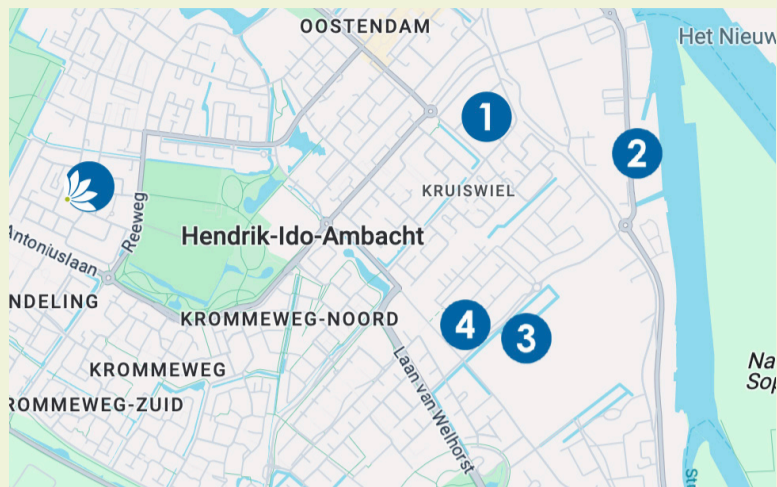 OOSTENDAM
Het Nieuw
1
2
KRUISWIEL
Reeweg
Antoniuslaan
Hendrik-Ido-Ambacht
NDELING
KROMMEWEG-NOORD
4
3
Laan van Welhorst
KROMMEWEG
Na
Sop
ROMMEWEG-ZUID
St